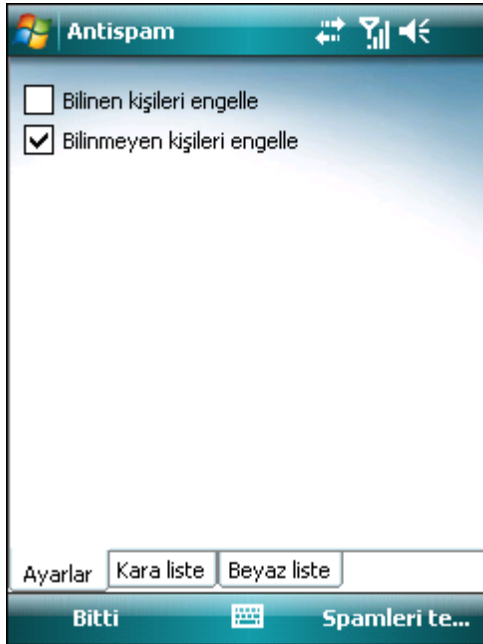 Antispam
Bilinen kişileri engelle
Bilinmeyen kişileri engelle
Ayarlar Kara liste Beyaz liste
Bitti Spamleri te...